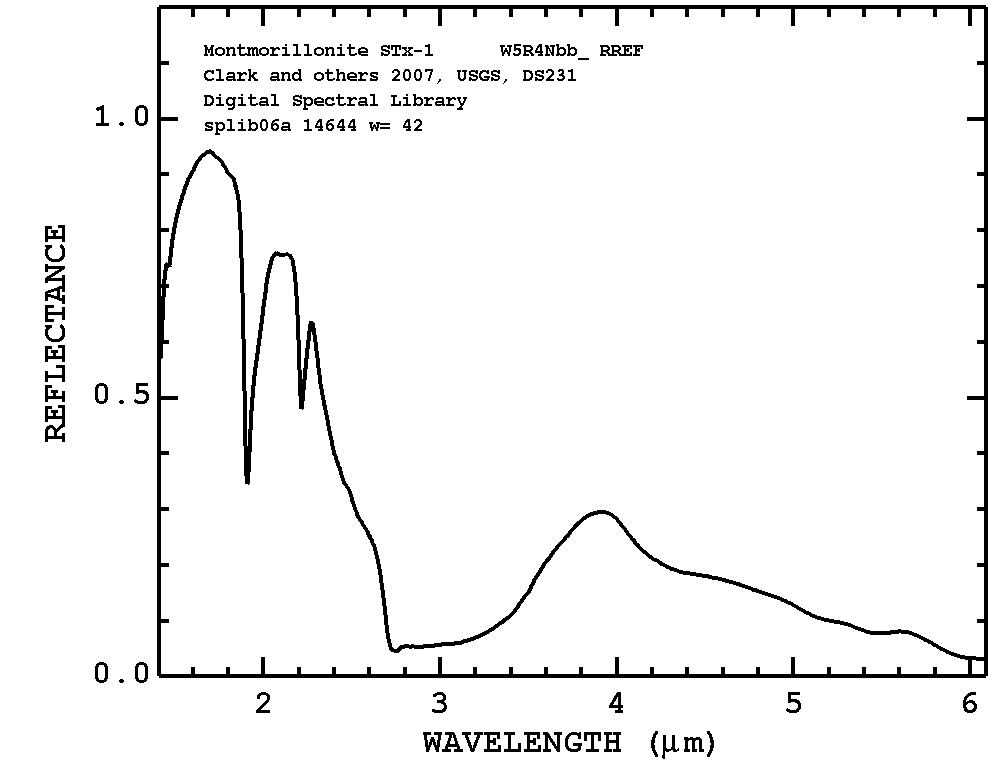 Montmorillonite STx-1 W5R4Nbb_ RREF
Clark and others 2007, USGS, DS231
Digital Spectral Library
splib06a 14644 w= 42
1.0
0.5
0.0
REFLECTANCE
2 3 4 5 6
WAVELENGTH (μm)